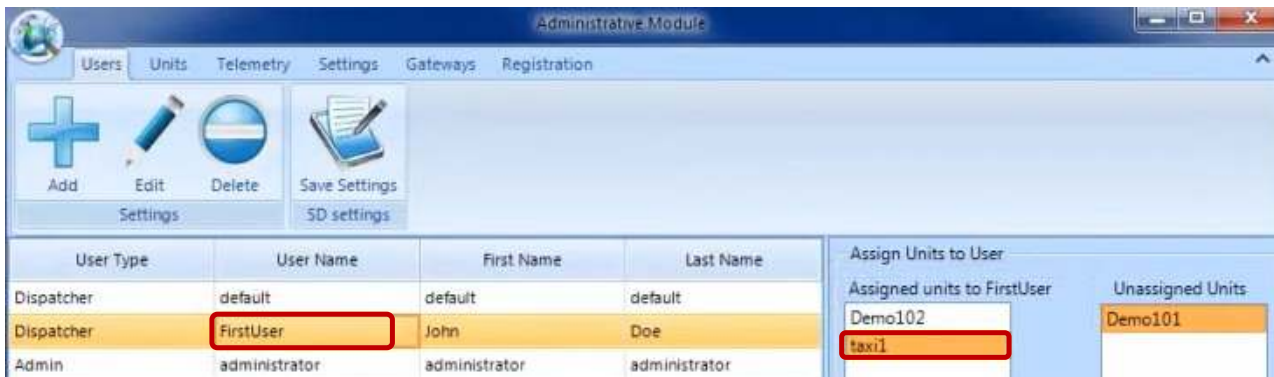 Administrative Module
Users Units Telemetry Settings Gateways Registration
Add Edit Delete Save Settings
Settings SD settings
User Type User Name First Name Last Name
Dispatcher default default default
Dispatcher FirstUser John Doe
Admin administrator administrator administrator
Assign Units to User
Assigned units to FirstUser Unassigned Units
Demo102 Demo101
taxi1